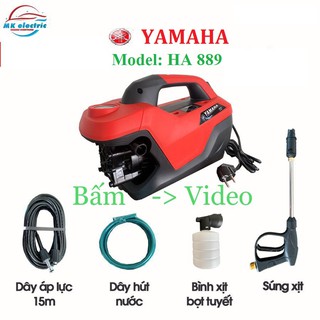 MK electric
YAMAHA
Model: HA 889
YAMAHA
Bấm -> Video
Dây áp lực
15m
Dây hút
nước
Bình xịt
bọt tuyết
Súng xịt